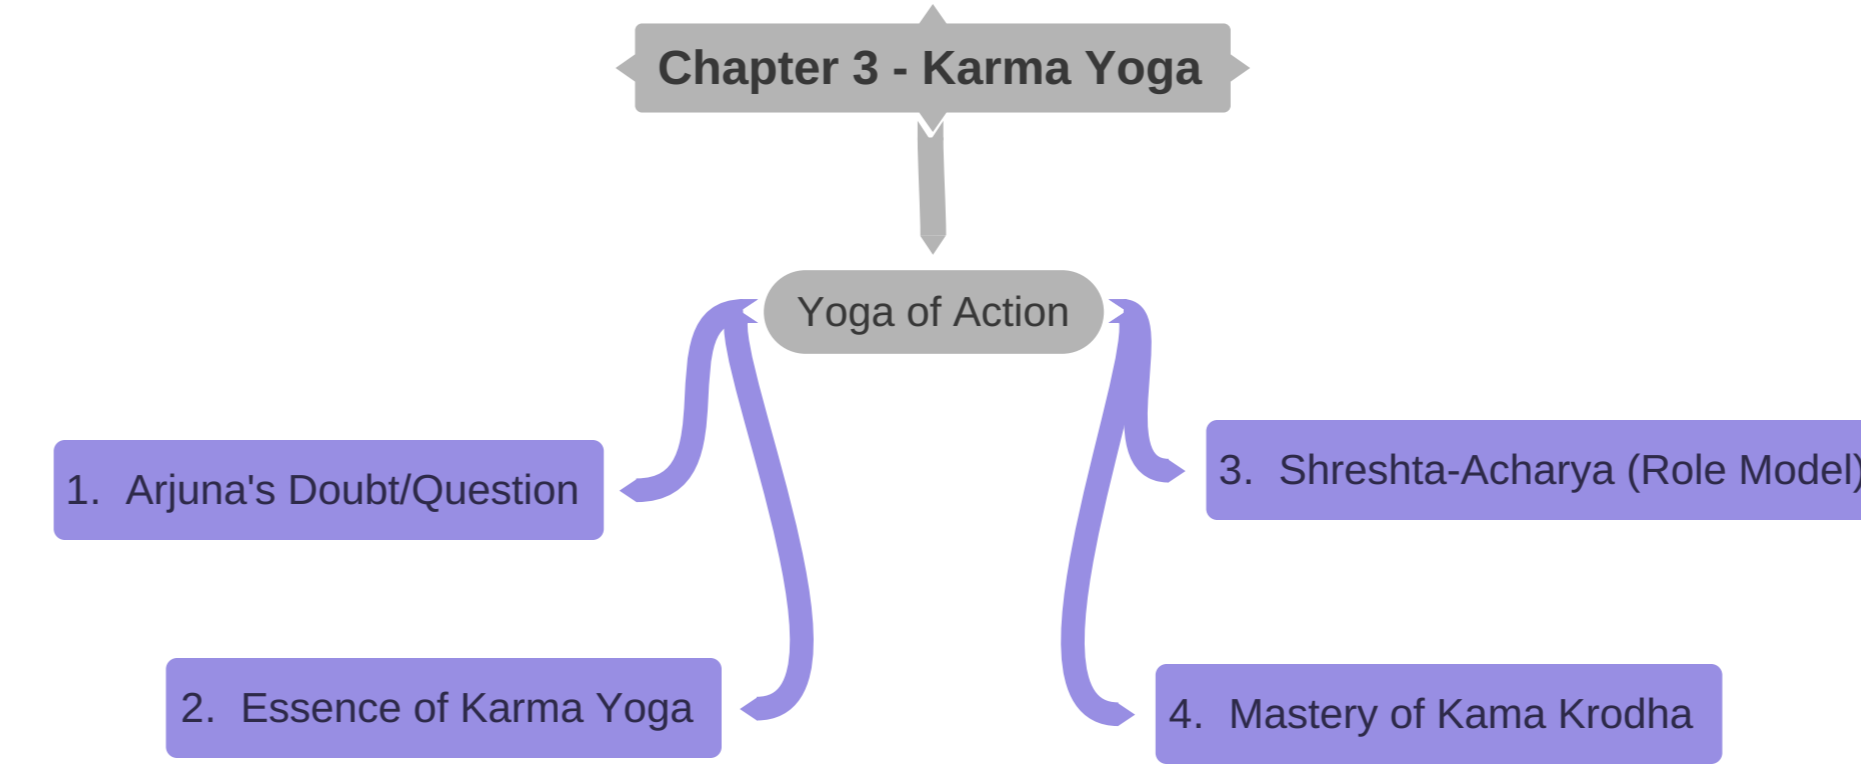 Chapter 3 - Karma Yoga
Yoga of Action
1. Arjuna's Doubt/Question
2. Essence of Karma Yoga
3. Shreshta-Acharya (Role Model)
4. Mastery of Kama Krodha